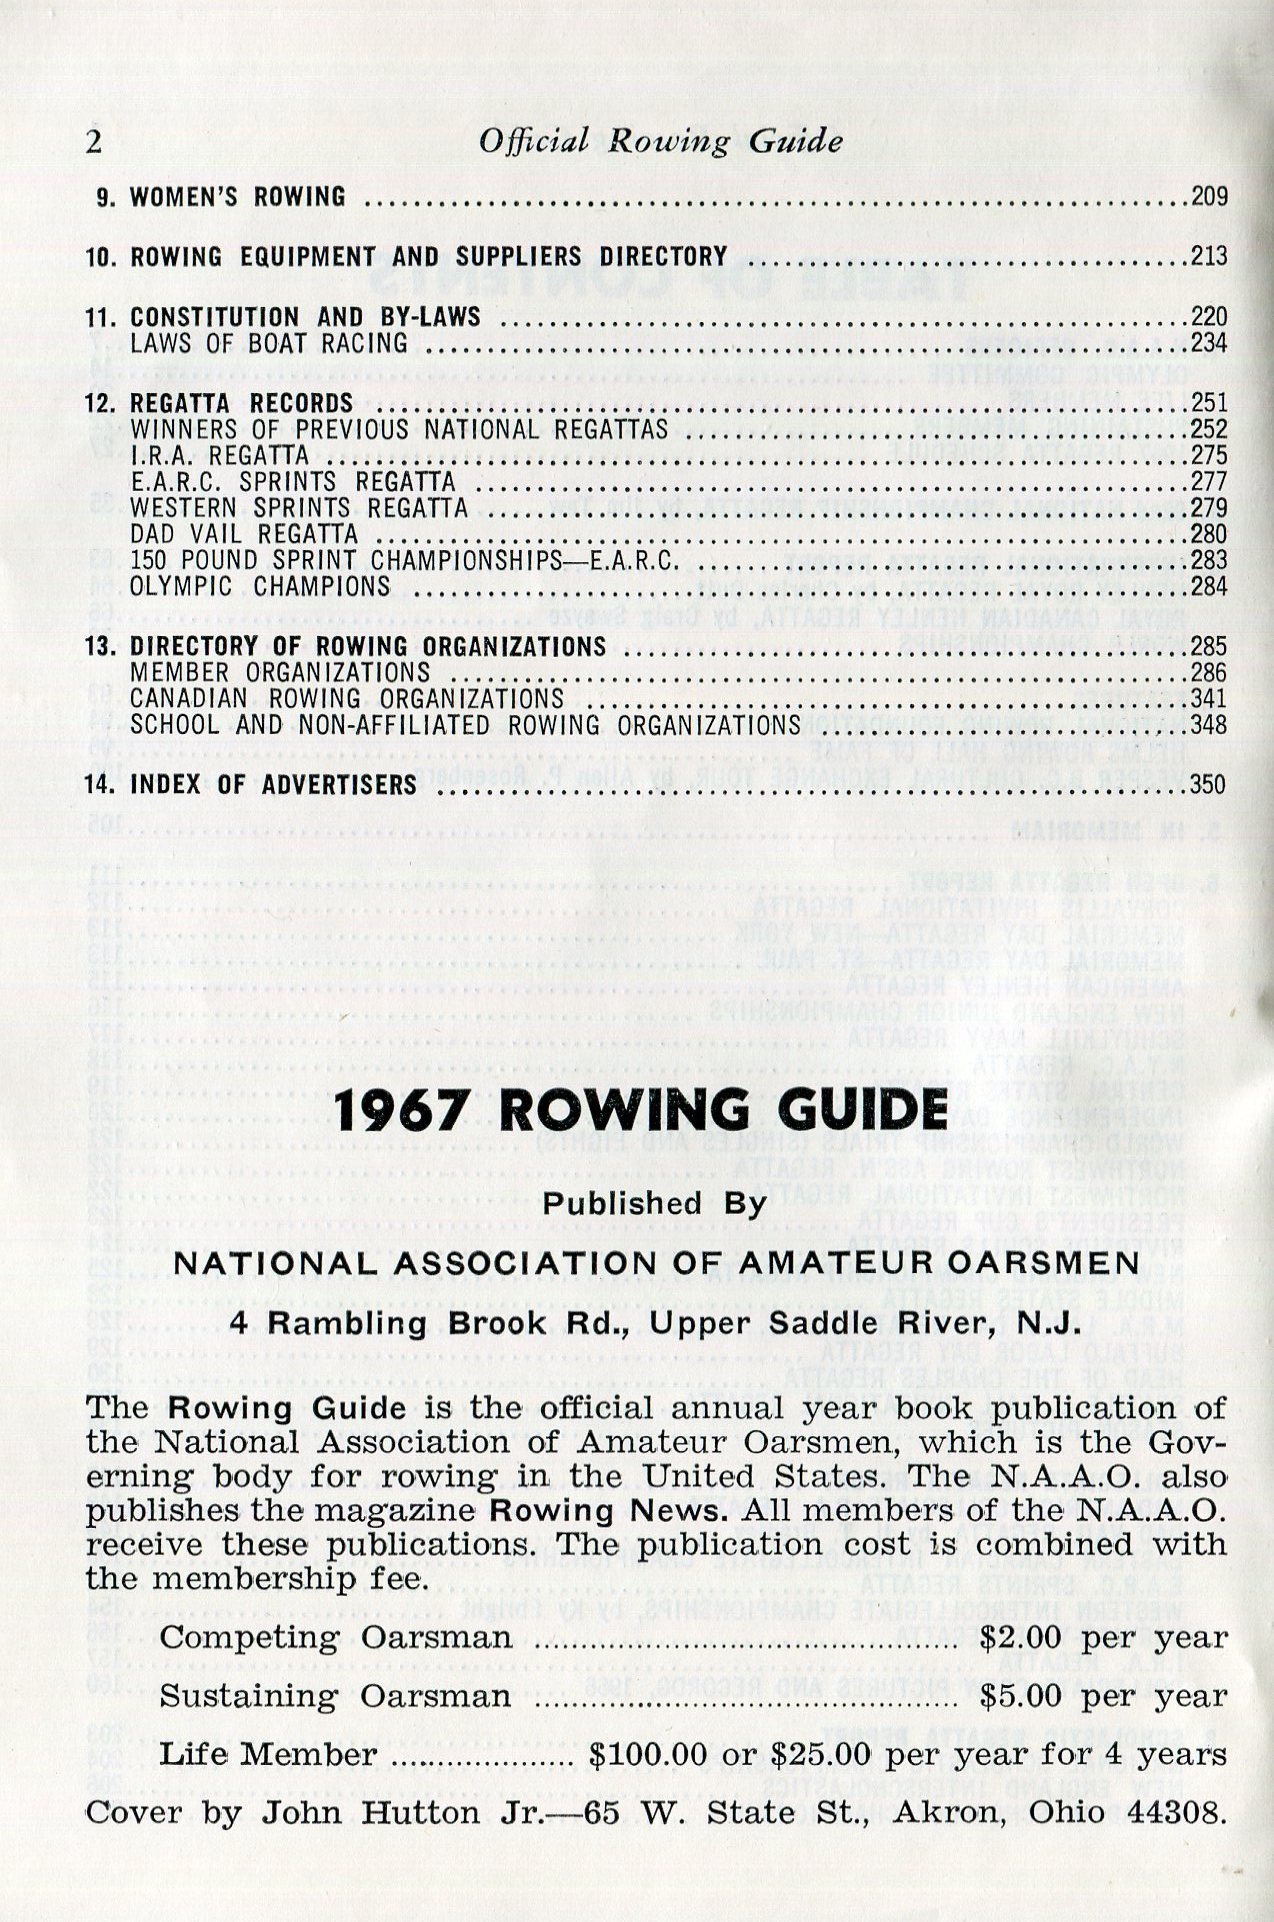 2 Official Rowing Guide
9. WOMEN'S ROWING ........................................ 209
10. ROWING EQUIPMENT AND SUPPLIERS DIRECTORY ........................................ 213
11. CONSTITUTION AND BY-LAWS ........................................ 220
LAWS OF BOAT RACING ........................................ 234
12. REGATTA RECORDS ........................................ 251
WINNERS OF PREVIOUS NATIONAL REGATTAS ........................................ 252
I.R.A. REGATTA ........................................ 275
E.A.R.C. SPRINTS REGATTA ........................................ 277
WESTERN SPRINTS REGATTA ........................................ 279
DAD VAIL REGATTA ........................................ 280
150 POUND SPRINT CHAMPIONSHIPS—E.A.R.C. ........................................ 283
OLYMPIC CHAMPIONS ........................................ 284
13. DIRECTORY OF ROWING ORGANIZATIONS ........................................ 285
MEMBER ORGANIZATIONS ........................................ 286
CANADIAN ROWING ORGANIZATIONS ........................................ 341
SCHOOL AND NON-AFFILIATED ROWING ORGANIZATIONS ........................................ 348
14. INDEX OF ADVERTISERS ........................................ 350
1967 ROWING GUIDE
Published By
NATIONAL ASSOCIATION OF AMATEUR OARSMEN
4 Rambling Brook Rd., Upper Saddle River, N.J.
The Rowing Guide is the official annual year book publication of
the National Association of Amateur Oarsmen, which is the Gov-
erning body for rowing in the United States. The N.A.A.O. also
publishes the magazine Rowing News. All members of the N.A.A.O.
receive these publications. The publication cost is combined with
the membership fee.
Competing Oarsman ........................................ $2.00 per year
Sustaining Oarsman ........................................ $5.00 per year
Life Member ................... $100.00 or $25.00 per year for 4 years
Cover by John Hutton Jr.—65 W. State St., Akron, Ohio 44308.